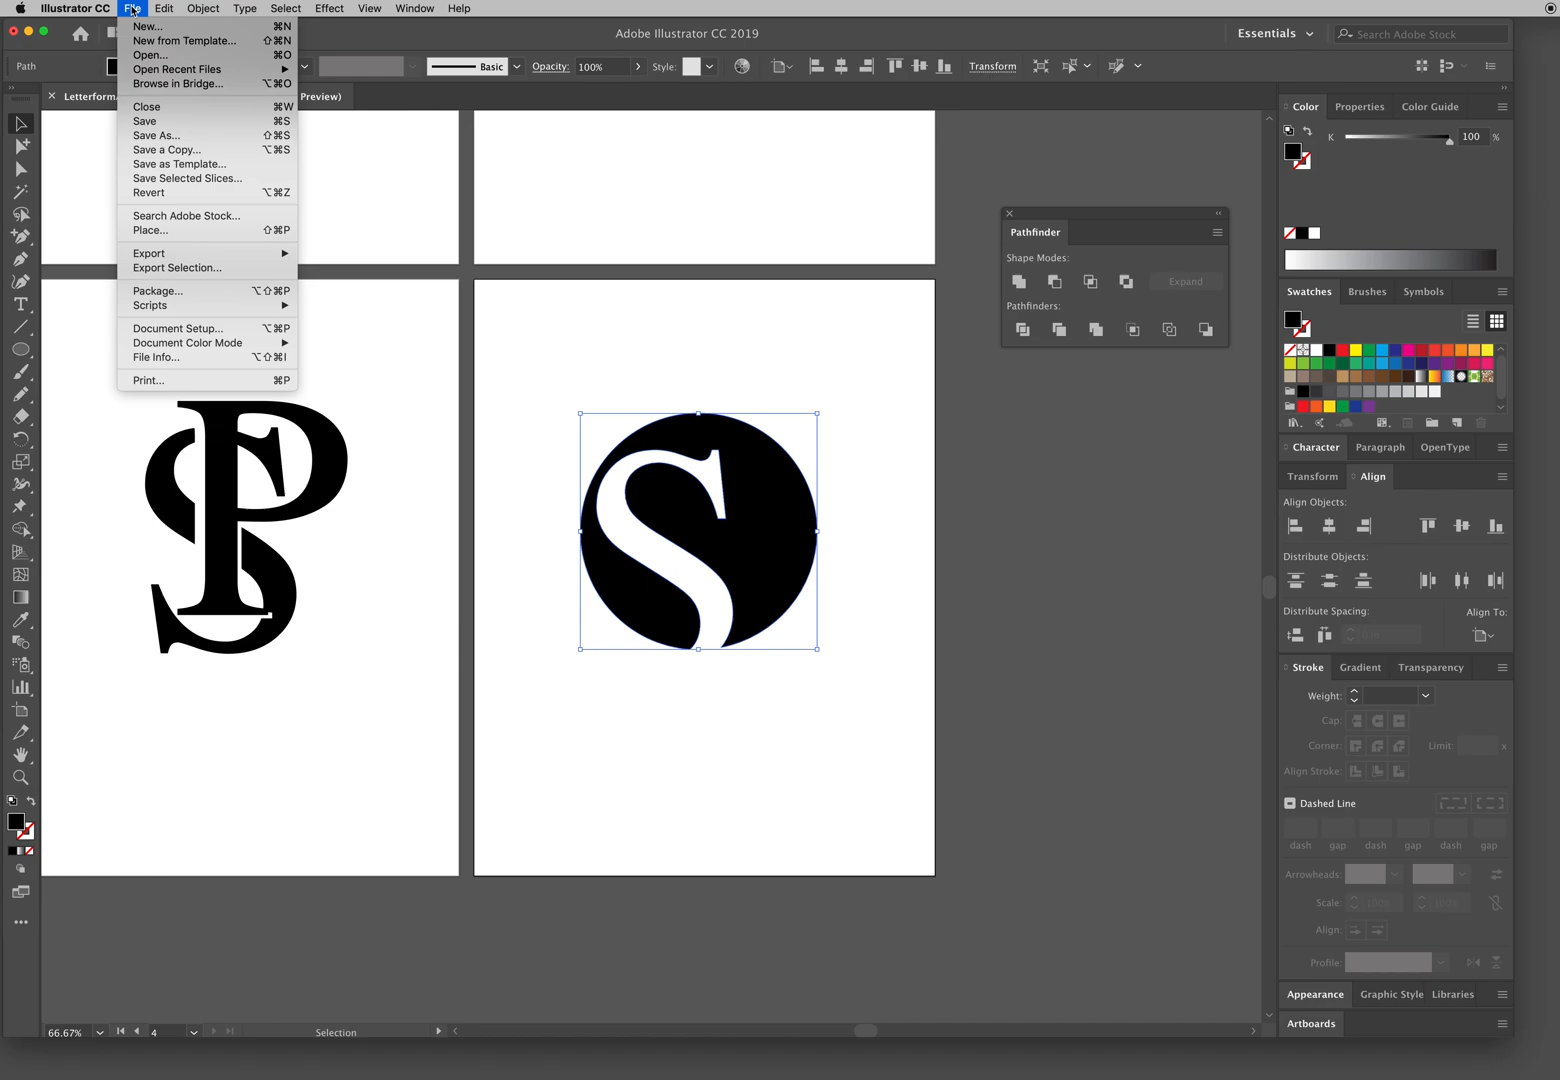 Illustrator CC File Edit Object Type Select Effect View Window Help
Adobe Illustrator CC 2019
Essentials
Search Adobe Stock
Path
Basic
Opacity: 100%
Style:
Transform
Letterform
Preview)
New... ⌘N
New from Template... ⇧⌘N
Open... ⌘O
Open Recent Files
Browse in Bridge... ⌥⌘O
Close ⌘W
Save ⌘S
Save As... ⇧⌘S
Save a Copy... ⌥⌘S
Save as Template...
Save Selected Slices...
Revert ⌥⌘Z
Search Adobe Stock...
Place... ⇧⌘P
Export
Export Selection...
Package... ⌥⇧⌘P
Scripts
Document Setup... ⌥⌘P
Document Color Mode
File Info... ⌥⇧⌘I
Print... ⌘P
SP
S
Pathfinder
Shape Modes:
Expand
Pathfinders:
Color Properties Color Guide
K 100 %
Swatches Brushes Symbols
Character Paragraph OpenType
Transform Align
Align Objects:
Distribute Objects:
Distribute Spacing: Align To:
0 in
Stroke Gradient Transparency
Weight:
Cap:
Corner: Limit: x
Align Stroke:
Dashed Line
dash gap dash gap dash gap
Arrowheads:
Scale: 100% 100%
Align:
Profile:
Appearance Graphic Style Libraries
Artboards
66.67% 4 Selection